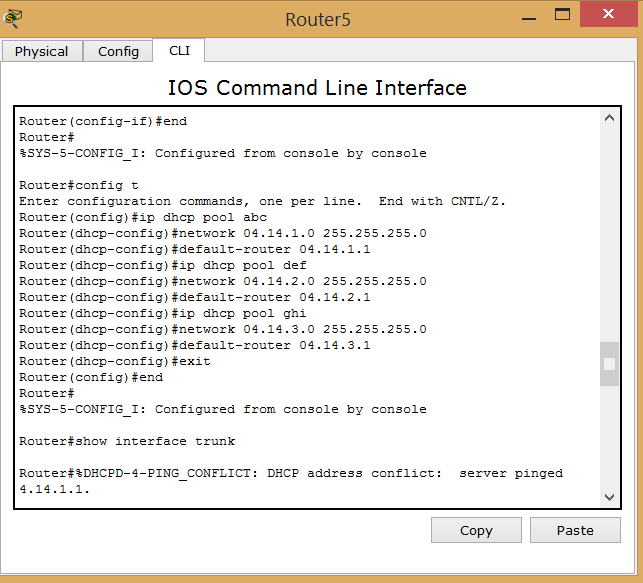 Router5
Physical Config CLI
IOS Command Line Interface
Router(config-if)#end
Router#
%SYS-5-CONFIG_I: Configured from console by console
Router#config t
Enter configuration commands, one per line.  End with CNTL/Z.
Router(config)#ip dhcp pool abc
Router(dhcp-config)#network 04.14.1.0 255.255.255.0
Router(dhcp-config)#default-router 04.14.1.1
Router(dhcp-config)#ip dhcp pool def
Router(dhcp-config)#network 04.14.2.0 255.255.255.0
Router(dhcp-config)#default-router 04.14.2.1
Router(dhcp-config)#ip dhcp pool ghi
Router(dhcp-config)#network 04.14.3.0 255.255.255.0
Router(dhcp-config)#default-router 04.14.3.1
Router(dhcp-config)#exit
Router(config)#end
Router#
%SYS-5-CONFIG_I: Configured from console by console
Router#show interface trunk
Router#%DHCPD-4-PING_CONFLICT: DHCP address conflict:  server pinged
4.14.1.1.
Copy Paste